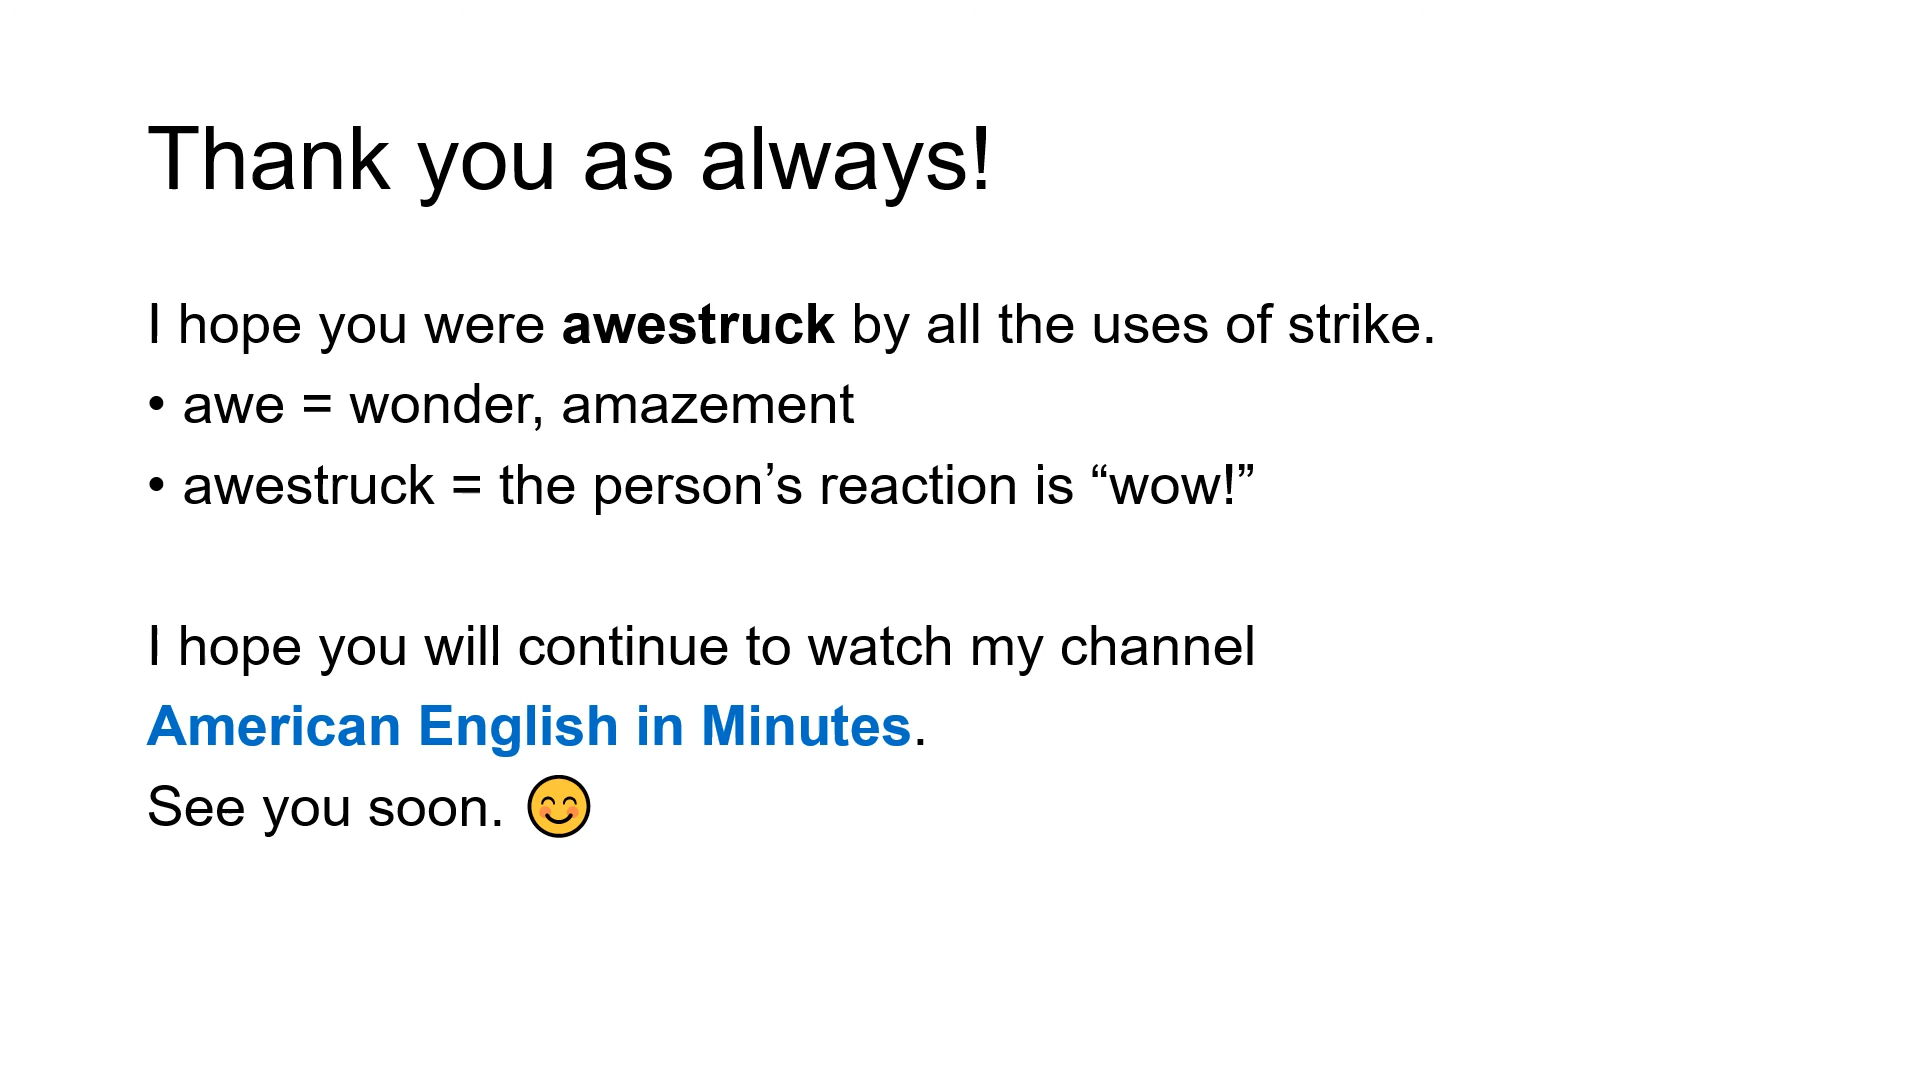 Thank you as always!
I hope you were awestruck by all the uses of strike.
• awe = wonder, amazement
• awestruck = the person’s reaction is “wow!”
I hope you will continue to watch my channel
American English in Minutes.
See you soon. 😊